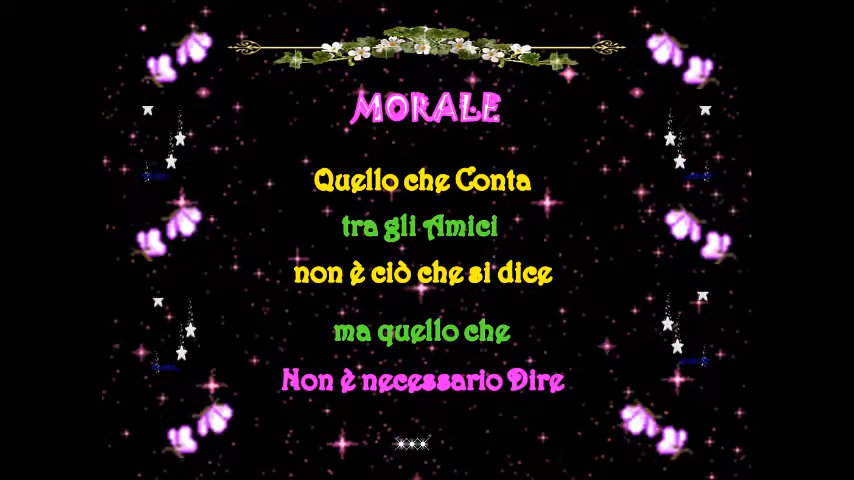 MORALE
Quello che Conta
tra gli Amici
non è ciò che si dice
ma quello che
Non è necessario Dire